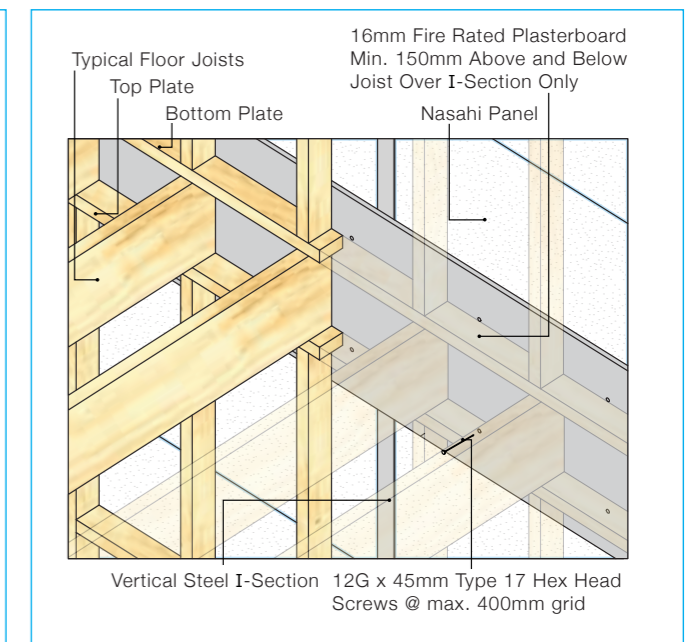 16mm Fire Rated Plasterboard
Min. 150mm Above and Below
Joist Over I-Section Only
Typical Floor Joists
Top Plate
Bottom Plate
Nasahi Panel
Vertical Steel I-Section
12G x 45mm Type 17 Hex Head
Screws @ max. 400mm grid